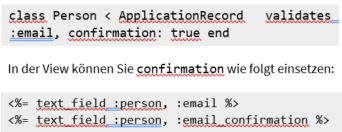 class Person < ApplicationRecord    validates
:email, confirmation: true end
In der View können Sie confirmation wie folgt einsetzen:
<%= text_field :person, :email %>
<%= text_field :person, :email_confirmation %>